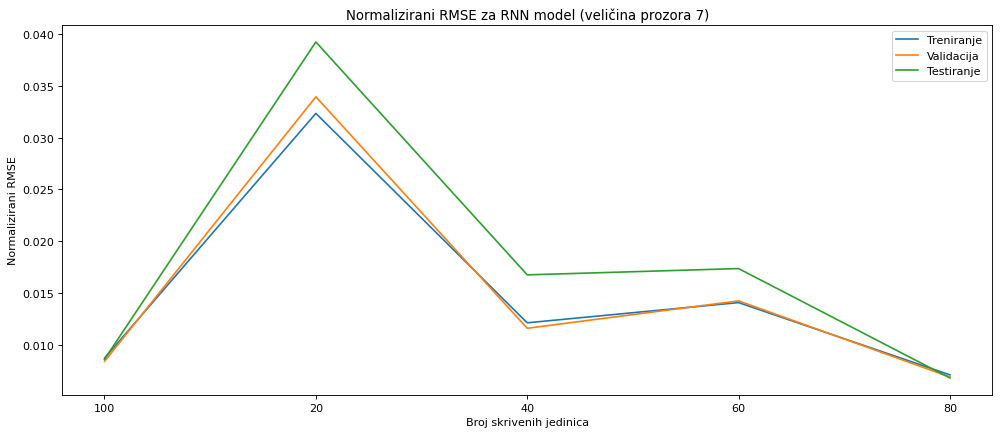 Normalizirani RMSE za RNN model (veličina prozora 7)
Treniranje
Validacija
Testiranje
Normalizirani RMSE
0.040
0.035
0.030
0.025
0.020
0.015
0.010
100 20 40 60 80
Broj skrivenih jedinica